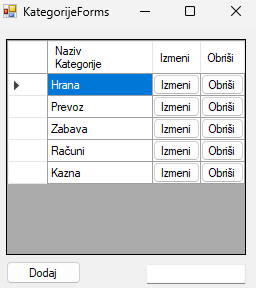 KategorijeForms
Naziv
Kategorije Izmeni Obriši
Hrana Izmeni Obriši
Prevoz Izmeni Obriši
Zabava Izmeni Obriši
Računi Izmeni Obriši
Kazna Izmeni Obriši
Dodaj